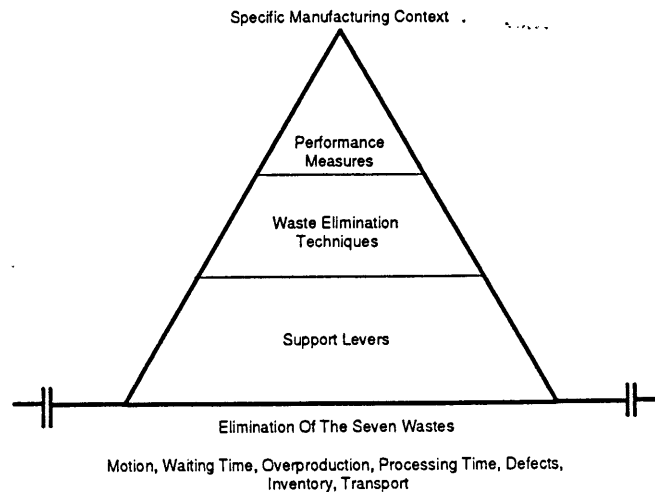 Specific Manufacturing Context
Performance
Measures
Waste Elimination
Techniques
Support Levers
Elimination Of The Seven Wastes
Motion, Waiting Time, Overproduction, Processing Time, Defects,
Inventory, Transport